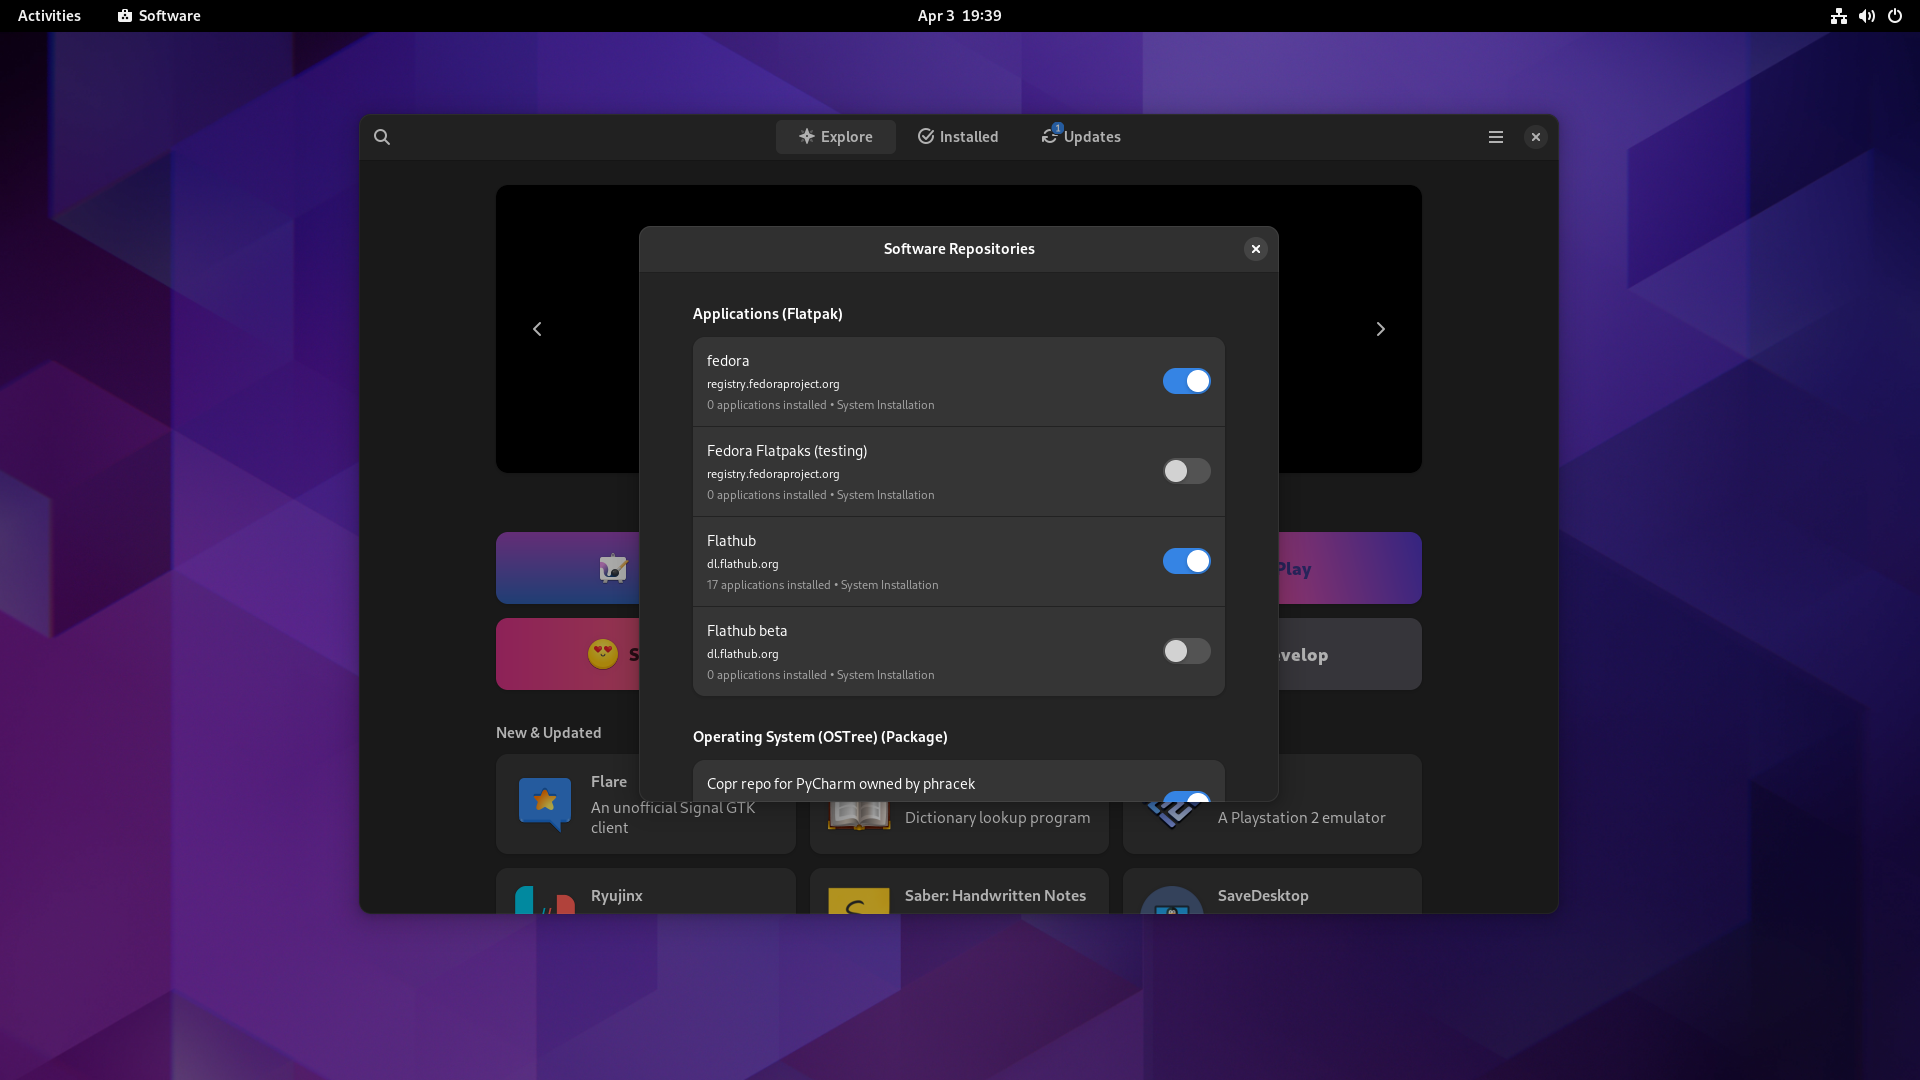 Activities
Software
Apr 3 19:39
Explore
Installed
1
Updates
Software Repositories
Applications (Flatpak)
fedora
registry.fedoraproject.org
0 applications installed • System Installation
Fedora Flatpaks (testing)
registry.fedoraproject.org
0 applications installed • System Installation
Flathub
dl.flathub.org
17 applications installed • System Installation
Flathub beta
dl.flathub.org
0 applications installed • System Installation
Operating System (OSTree) (Package)
Copr repo for PyCharm owned by phracek
Play
S
velop
New & Updated
Flare
An unofficial Signal GTK
client
Dictionary lookup program
A Playstation 2 emulator
Ryujinx
Saber: Handwritten Notes
SaveDesktop